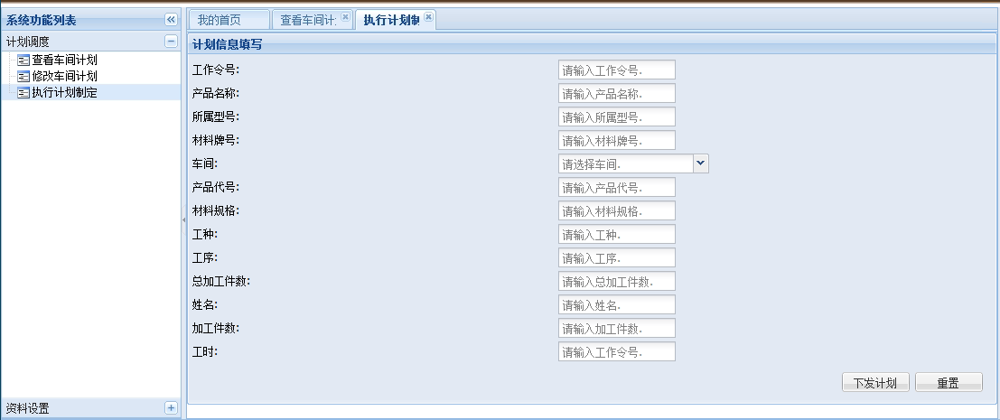 系统功能列表
计划调度
查看车间计划
修改车间计划
执行计划制定
资料设置
我的首页
查看车间计
执行计划制
计划信息填写
工作令号:
请输入工作令号.
产品名称:
请输入产品名称.
所属型号:
请输入所属型号.
材料牌号:
请输入材料牌号.
车间:
请选择车间.
产品代号:
请输入产品代号.
材料规格:
请输入材料规格.
工种:
请输入工种.
工序:
请输入工序.
总加工件数:
请输入总加工件数.
姓名:
请输入姓名.
加工件数:
请输入加工件数.
工时:
请输入工作令号.
下发计划
重置